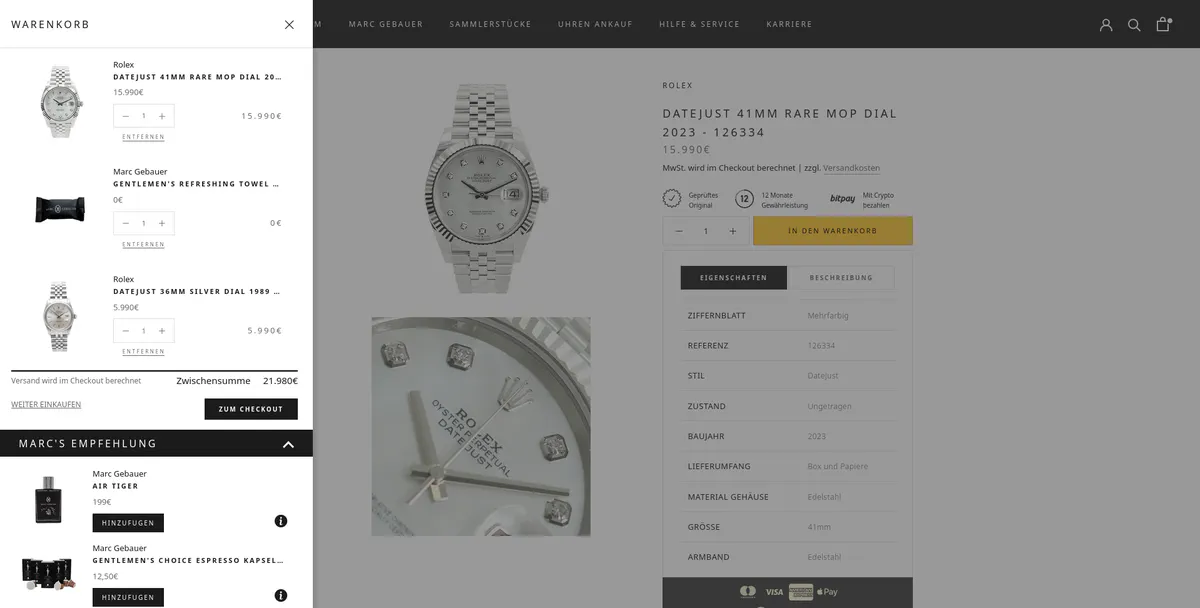 WARENKORB
M
MARC GEBAUER
SAMMLERSTÜCKE
UHREN ANKAUF
HILFE & SERVICE
KARRIERE
Rolex
DATEJUST 41MM RARE MOP DIAL 20…
15.990€
— 1 +
15.990€
ENTFERNEN
Marc Gebauer
GENTLEMEN'S REFRESHING TOWEL …
0€
— 1 +
0€
ENTFERNEN
Rolex
DATEJUST 36MM SILVER DIAL 1989 …
5.990€
— 1 +
5.990€
ENTFERNEN
Versand wird im Checkout berechnet
Zwischensumme 21.980€
WEITER EINKAUFEN
ZUM CHECKOUT
MARC'S EMPFEHLUNG
Marc Gebauer
AIR TIGER
199€
HINZUFÜGEN
Marc Gebauer
GENTLEMEN'S CHOICE ESPRESSO KAPSEL…
12,50€
HINZUFÜGEN
ROLEX
OYSTER PERPETUAL
DATEJUST
ROLEX
DATEJUST 41MM RARE MOP DIAL
2023 - 126334
15.990€
MwSt. wird im Checkout berechnet | zzgl. Versandkosten
Geprüftes
Original
12
12 Monate
Gewährleistung
bitpay
Mit Crypto
bezahlen
— 1 +
IN DEN WARENKORB
EIGENSCHAFTEN
BESCHREIBUNG
ZIFFERNBLATT Mehrfarbig
REFERENZ 126334
STIL Datejust
ZUSTAND Ungetragen
BAUJAHR 2023
LIEFERUMFANG Box und Papiere
MATERIAL GEHÄUSE Edelstahl
GRÖSSE 41mm
ARMBAND Edelstahl
VISA
Pay